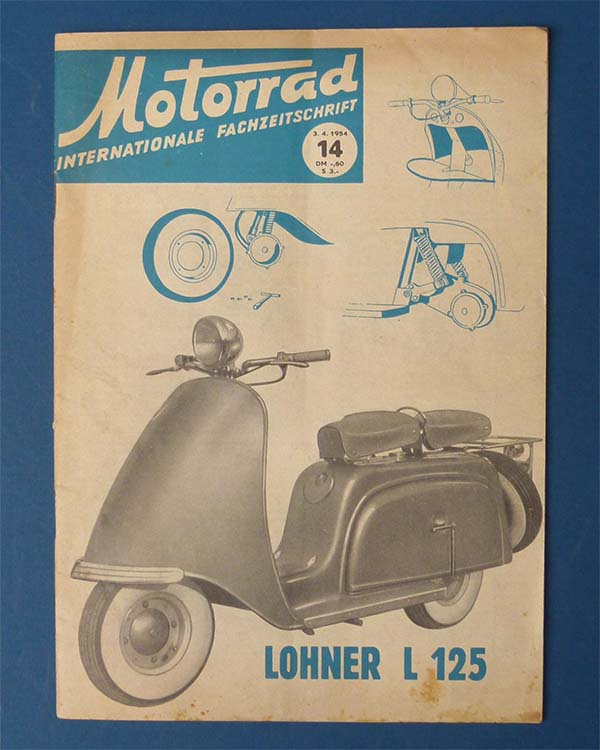 Motorrad
INTERNATIONALE FACHZEITSCHRIFT
3. 4. 1954
14
DM -,60
S 3.-
LOHNER L 125